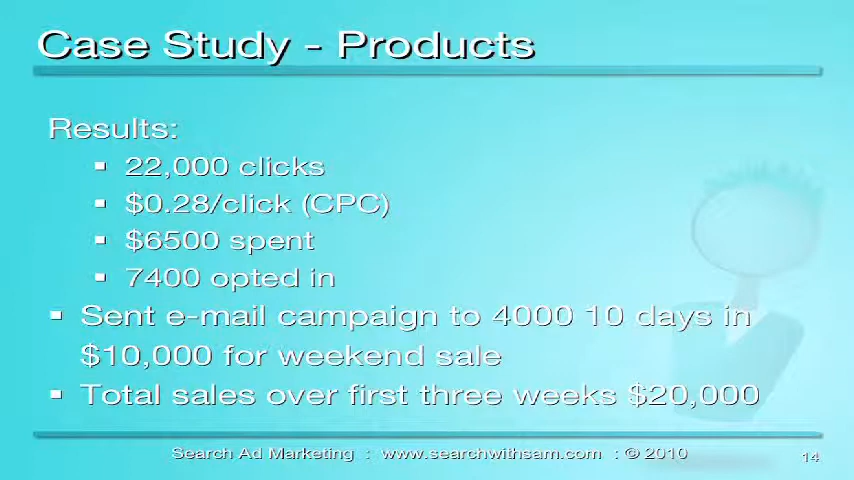 Case Study - Products
Results:
▪ 22,000 clicks
▪ $0.28/click (CPC)
▪ $6500 spent
▪ 7400 opted in
▪ Sent e-mail campaign to 4000 10 days in
$10,000 for weekend sale
▪ Total sales over first three weeks $20,000
Search Ad Marketing : www.searchwithsam.com : © 2010
14